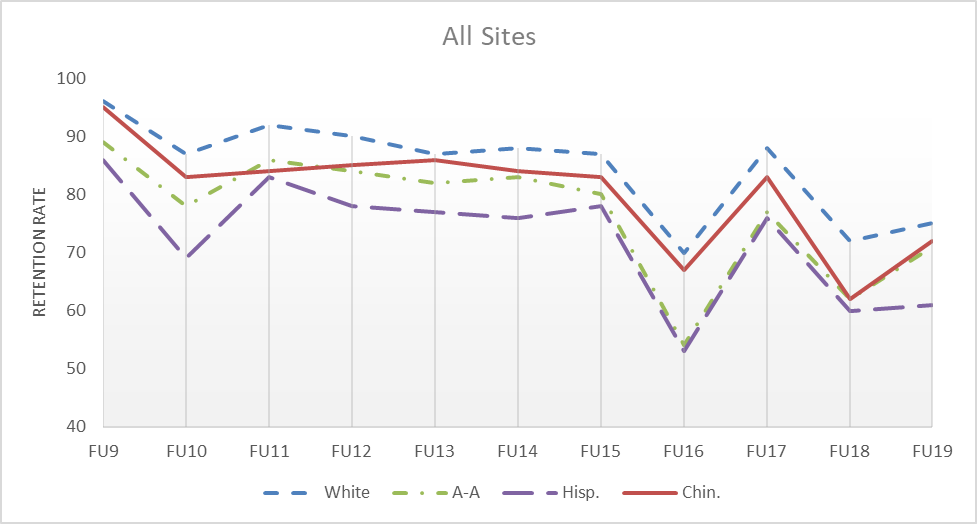 All Sites
100
90
80
70
60
50
40
RETENTION RATE
FU9 FU10 FU11 FU12 FU13 FU14 FU15 FU16 FU17 FU18 FU19
White A-A Hisp. Chin.